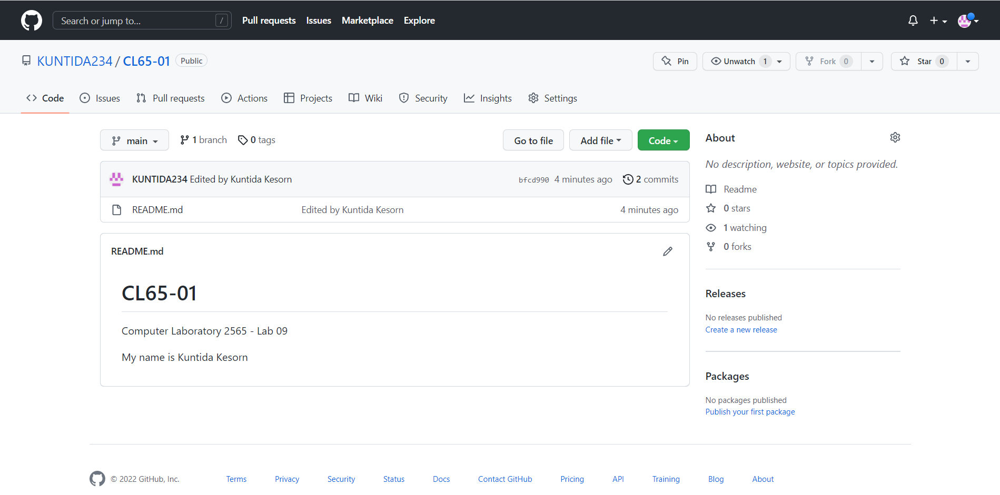 Search or jump to... / Pull requests Issues Marketplace Explore
KUNTIDA234 / CL65-01 Public Pin Unwatch 1 Fork 0 Star 0
Code Issues Pull requests Actions Projects Wiki Security Insights Settings
main 1 branch 0 tags Go to file Add file Code
KUNTIDA234 Edited by Kuntida Kesorn bfcd990 4 minutes ago 2 commits
README.md Edited by Kuntida Kesorn 4 minutes ago
README.md
CL65-01
Computer Laboratory 2565 - Lab 09
My name is Kuntida Kesorn
About
No description, website, or topics provided.
Readme
0 stars
1 watching
0 forks
Releases
No releases published
Create a new release
Packages
No packages published
Publish your first package
© 2022 GitHub, Inc. Terms Privacy Security Status Docs Contact GitHub Pricing API Training Blog About